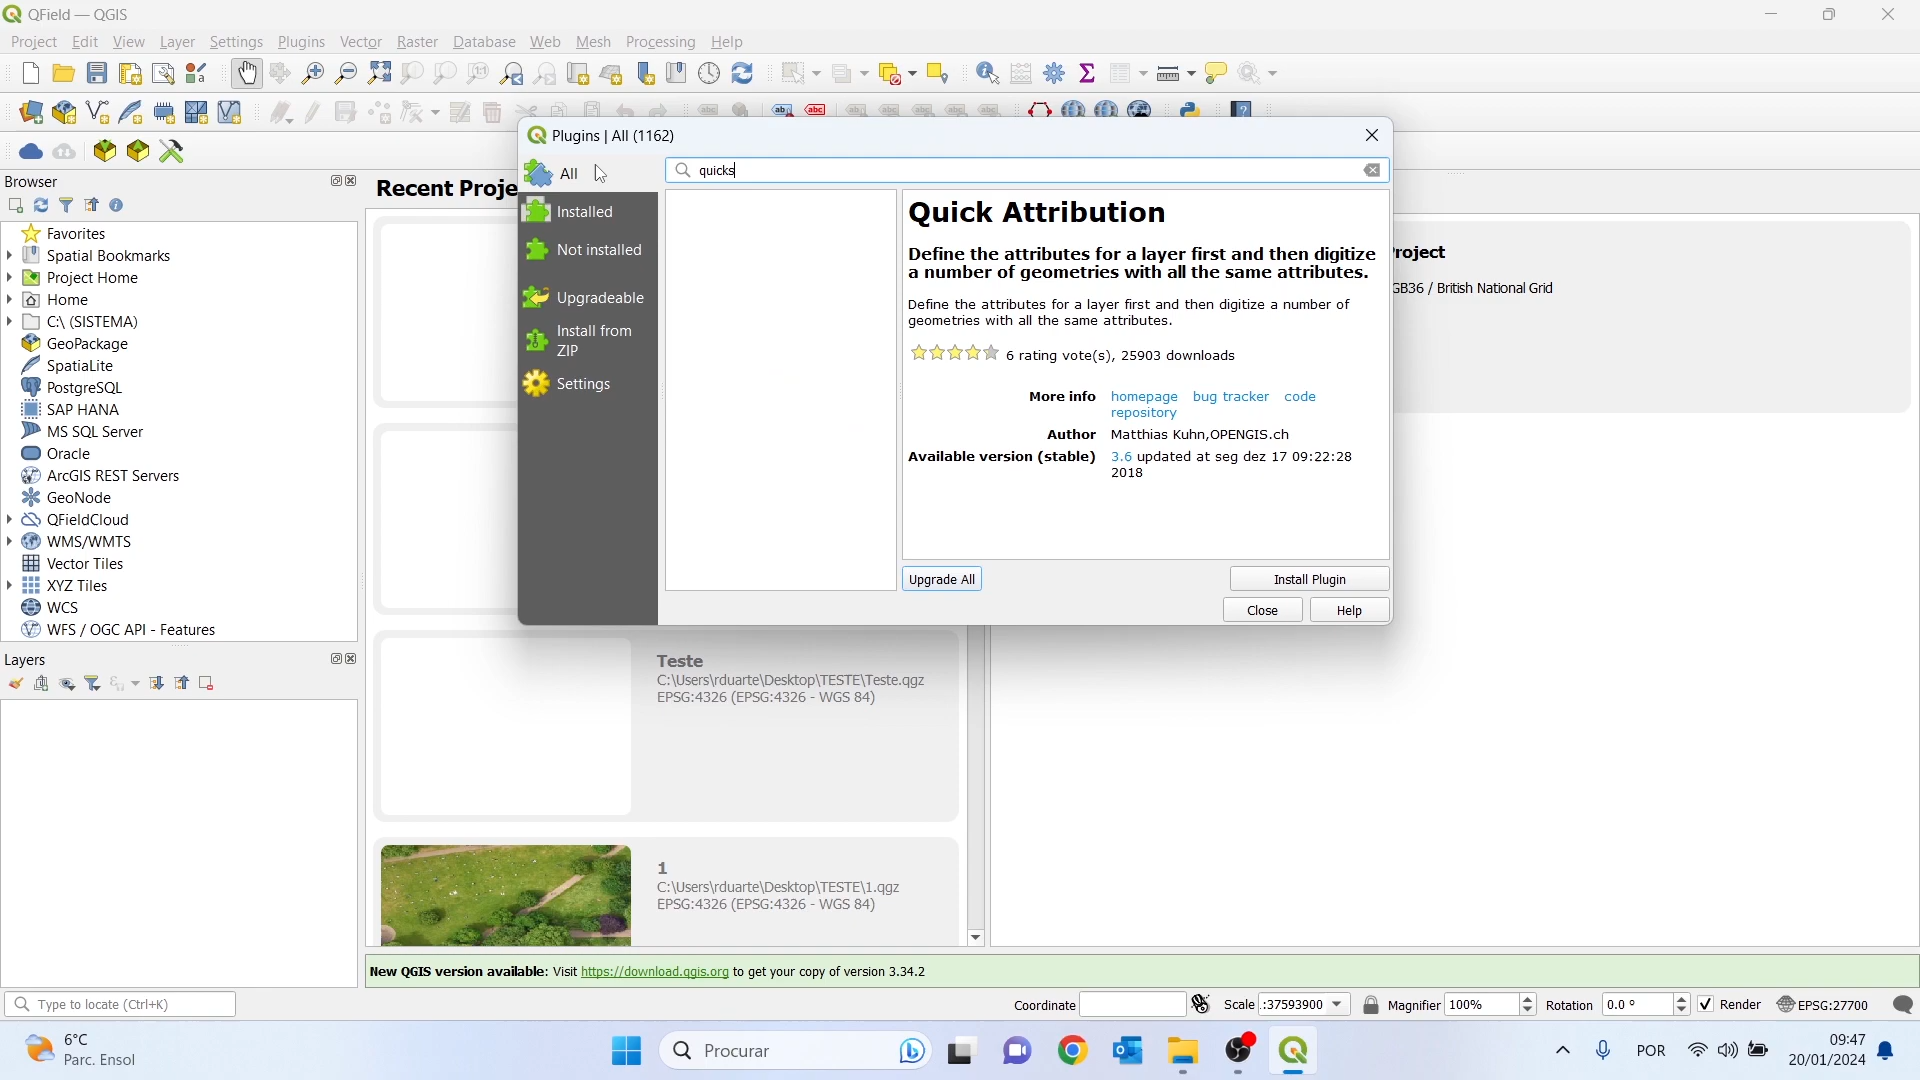 QField — QGIS
Project Edit View Layer Settings Plugins Vector Raster Database Web Mesh Processing Help
Plugins | All (1162)
All
quicks
Installed
Not installed
Upgradeable
Install from
ZIP
Settings
Quick Attribution
Define the attributes for a layer first and then digitize
a number of geometries with all the same attributes.
Define the attributes for a layer first and then digitize a number of
geometries with all the same attributes.
6 rating vote(s), 25903 downloads
More info homepage bug tracker code
repository
Author Matthias Kuhn,OPENGIS.ch
Available version (stable) 3.6 updated at seg dez 17 09:22:28
2018
Upgrade All
Install Plugin
Close
Help
Browser
Favorites
Spatial Bookmarks
Project Home
Home
C:\ (SISTEMA)
GeoPackage
SpatiaLite
PostgreSQL
SAP HANA
MS SQL Server
Oracle
ArcGIS REST Servers
GeoNode
QFieldCloud
WMS/WMTS
Vector Tiles
XYZ Tiles
WCS
WFS / OGC API - Features
Layers
Recent Proje
roject
GB36 / British National Grid
Teste
C:\Users\rduarte\Desktop\TESTE\Teste.qgz
EPSG:4326 (EPSG:4326 - WGS 84)
1
C:\Users\rduarte\Desktop\TESTE\1.qgz
EPSG:4326 (EPSG:4326 - WGS 84)
New QGIS version available: Visit https://download.qgis.org to get your copy of version 3.34.2
Type to locate (Ctrl+K)
Coordinate Scale :37593900 Magnifier 100% Rotation 0.0 ° Render EPSG:27700
6°C
Parc. Ensol
Procurar
POR
09:47
20/01/2024